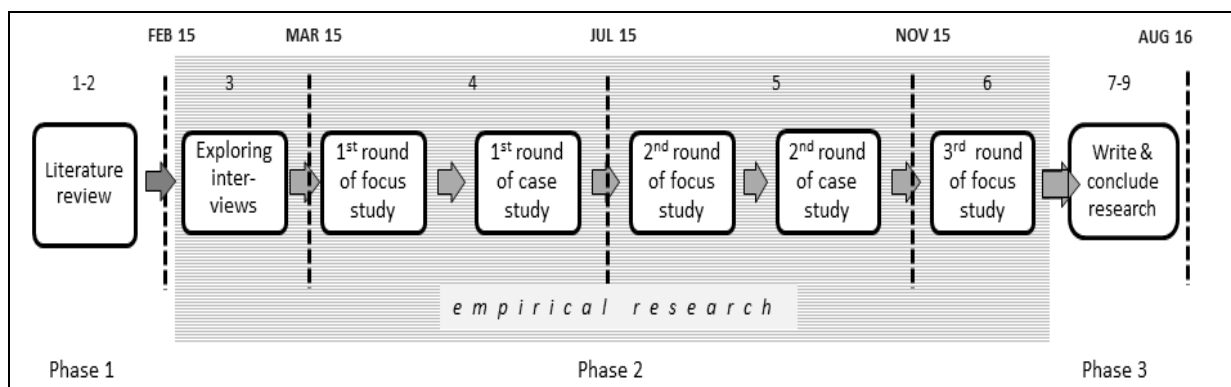 FEB 15 MAR 15 JUL 15 NOV 15 AUG 16
1-2 3 4 5 6 7-9
Literature
review
Exploring
inter-
views
1st round
of focus
study
1st round
of case
study
2nd round
of focus
study
2nd round
of case
study
3rd round
of focus
study
Write &
conclude
research
empirical research
Phase 1 Phase 2 Phase 3